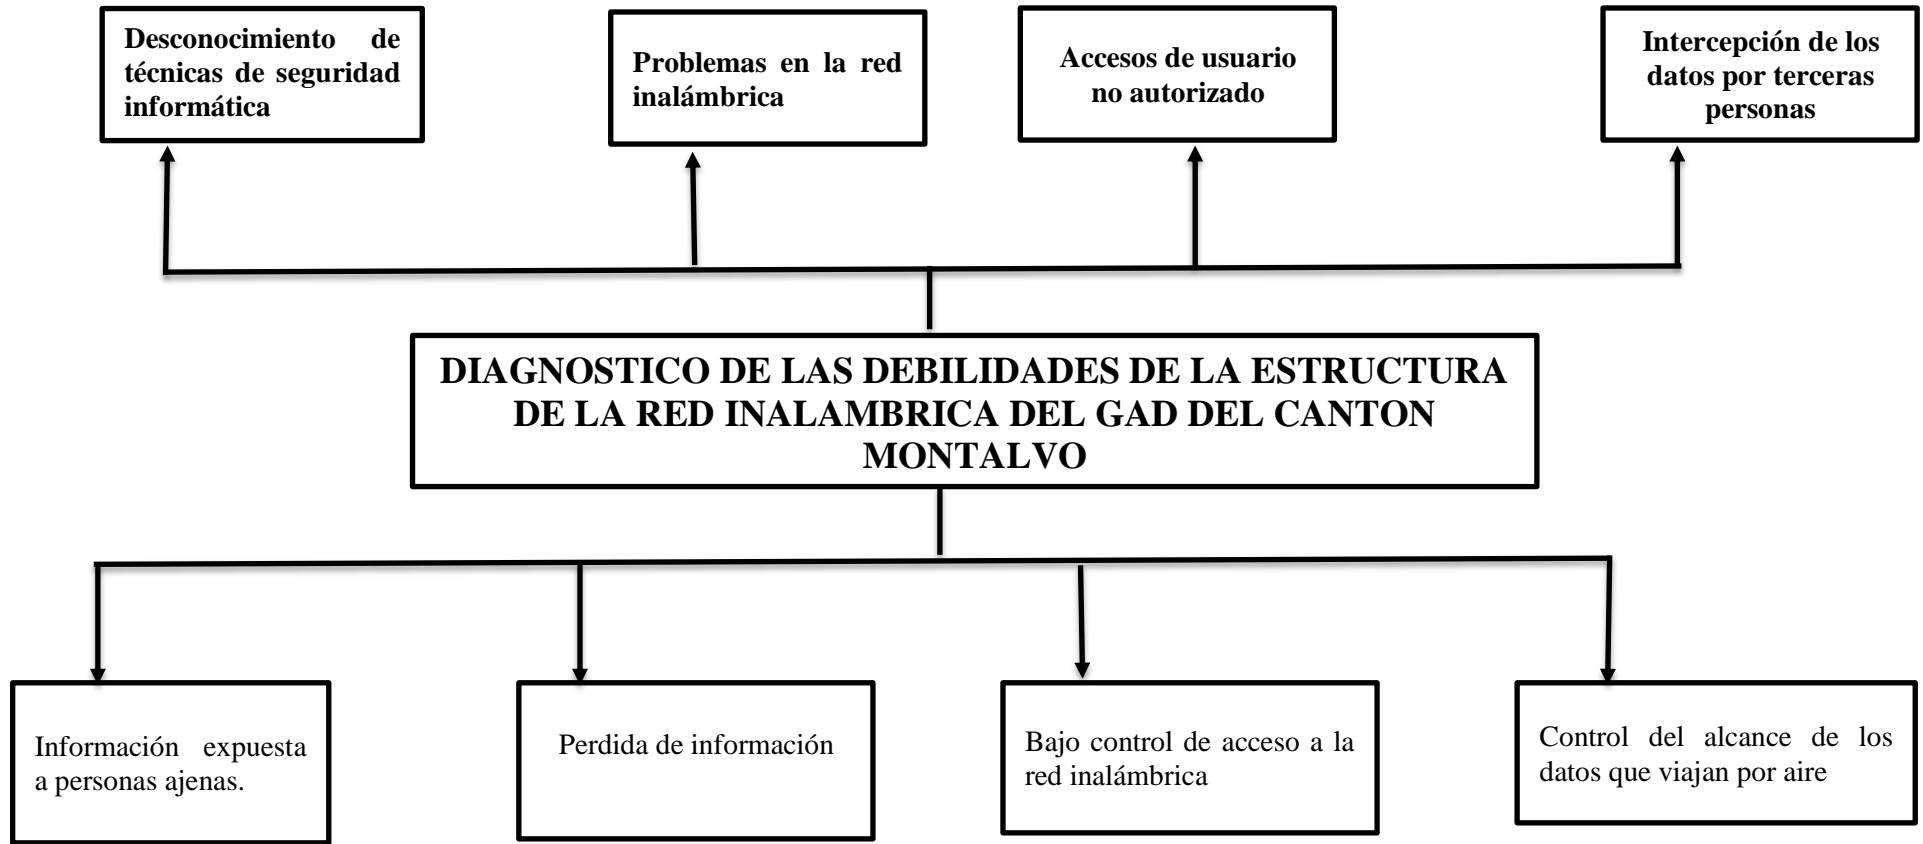 Desconocimiento de
técnicas de seguridad
informática
Problemas en la red
inalámbrica
Accesos de usuario
no autorizado
Intercepción de los
datos por terceras
personas
DIAGNOSTICO DE LAS DEBILIDADES DE LA ESTRUCTURA
DE LA RED INALAMBRICA DEL GAD DEL CANTON
MONTALVO
Información expuesta
a personas ajenas.
Perdida de información
Bajo control de acceso a la
red inalámbrica
Control del alcance de los
datos que viajan por aire